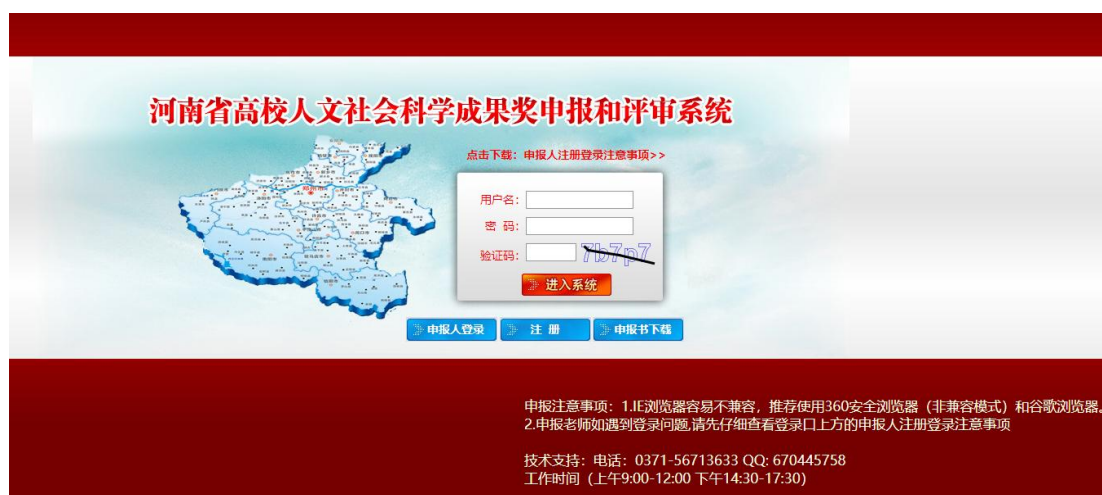 河南省高校人文社会科学成果奖申报和评审系统
点击下载：申报人注册登录注意事项>>
用户名：
密 码：
验证码：
7b7p7
进入系统
申报人登录
注 册
申报书下载
申报注意事项：1.IE浏览器容易不兼容，推荐使用360安全浏览器（非兼容模式）和谷歌浏览器。
2.申报老师如遇到登录问题,请先仔细查看登录口上方的申报人注册登录注意事项
技术支持：电话：0371-56713633 QQ: 670445758
工作时间（上午9:00-12:00 下午14:30-17:30）